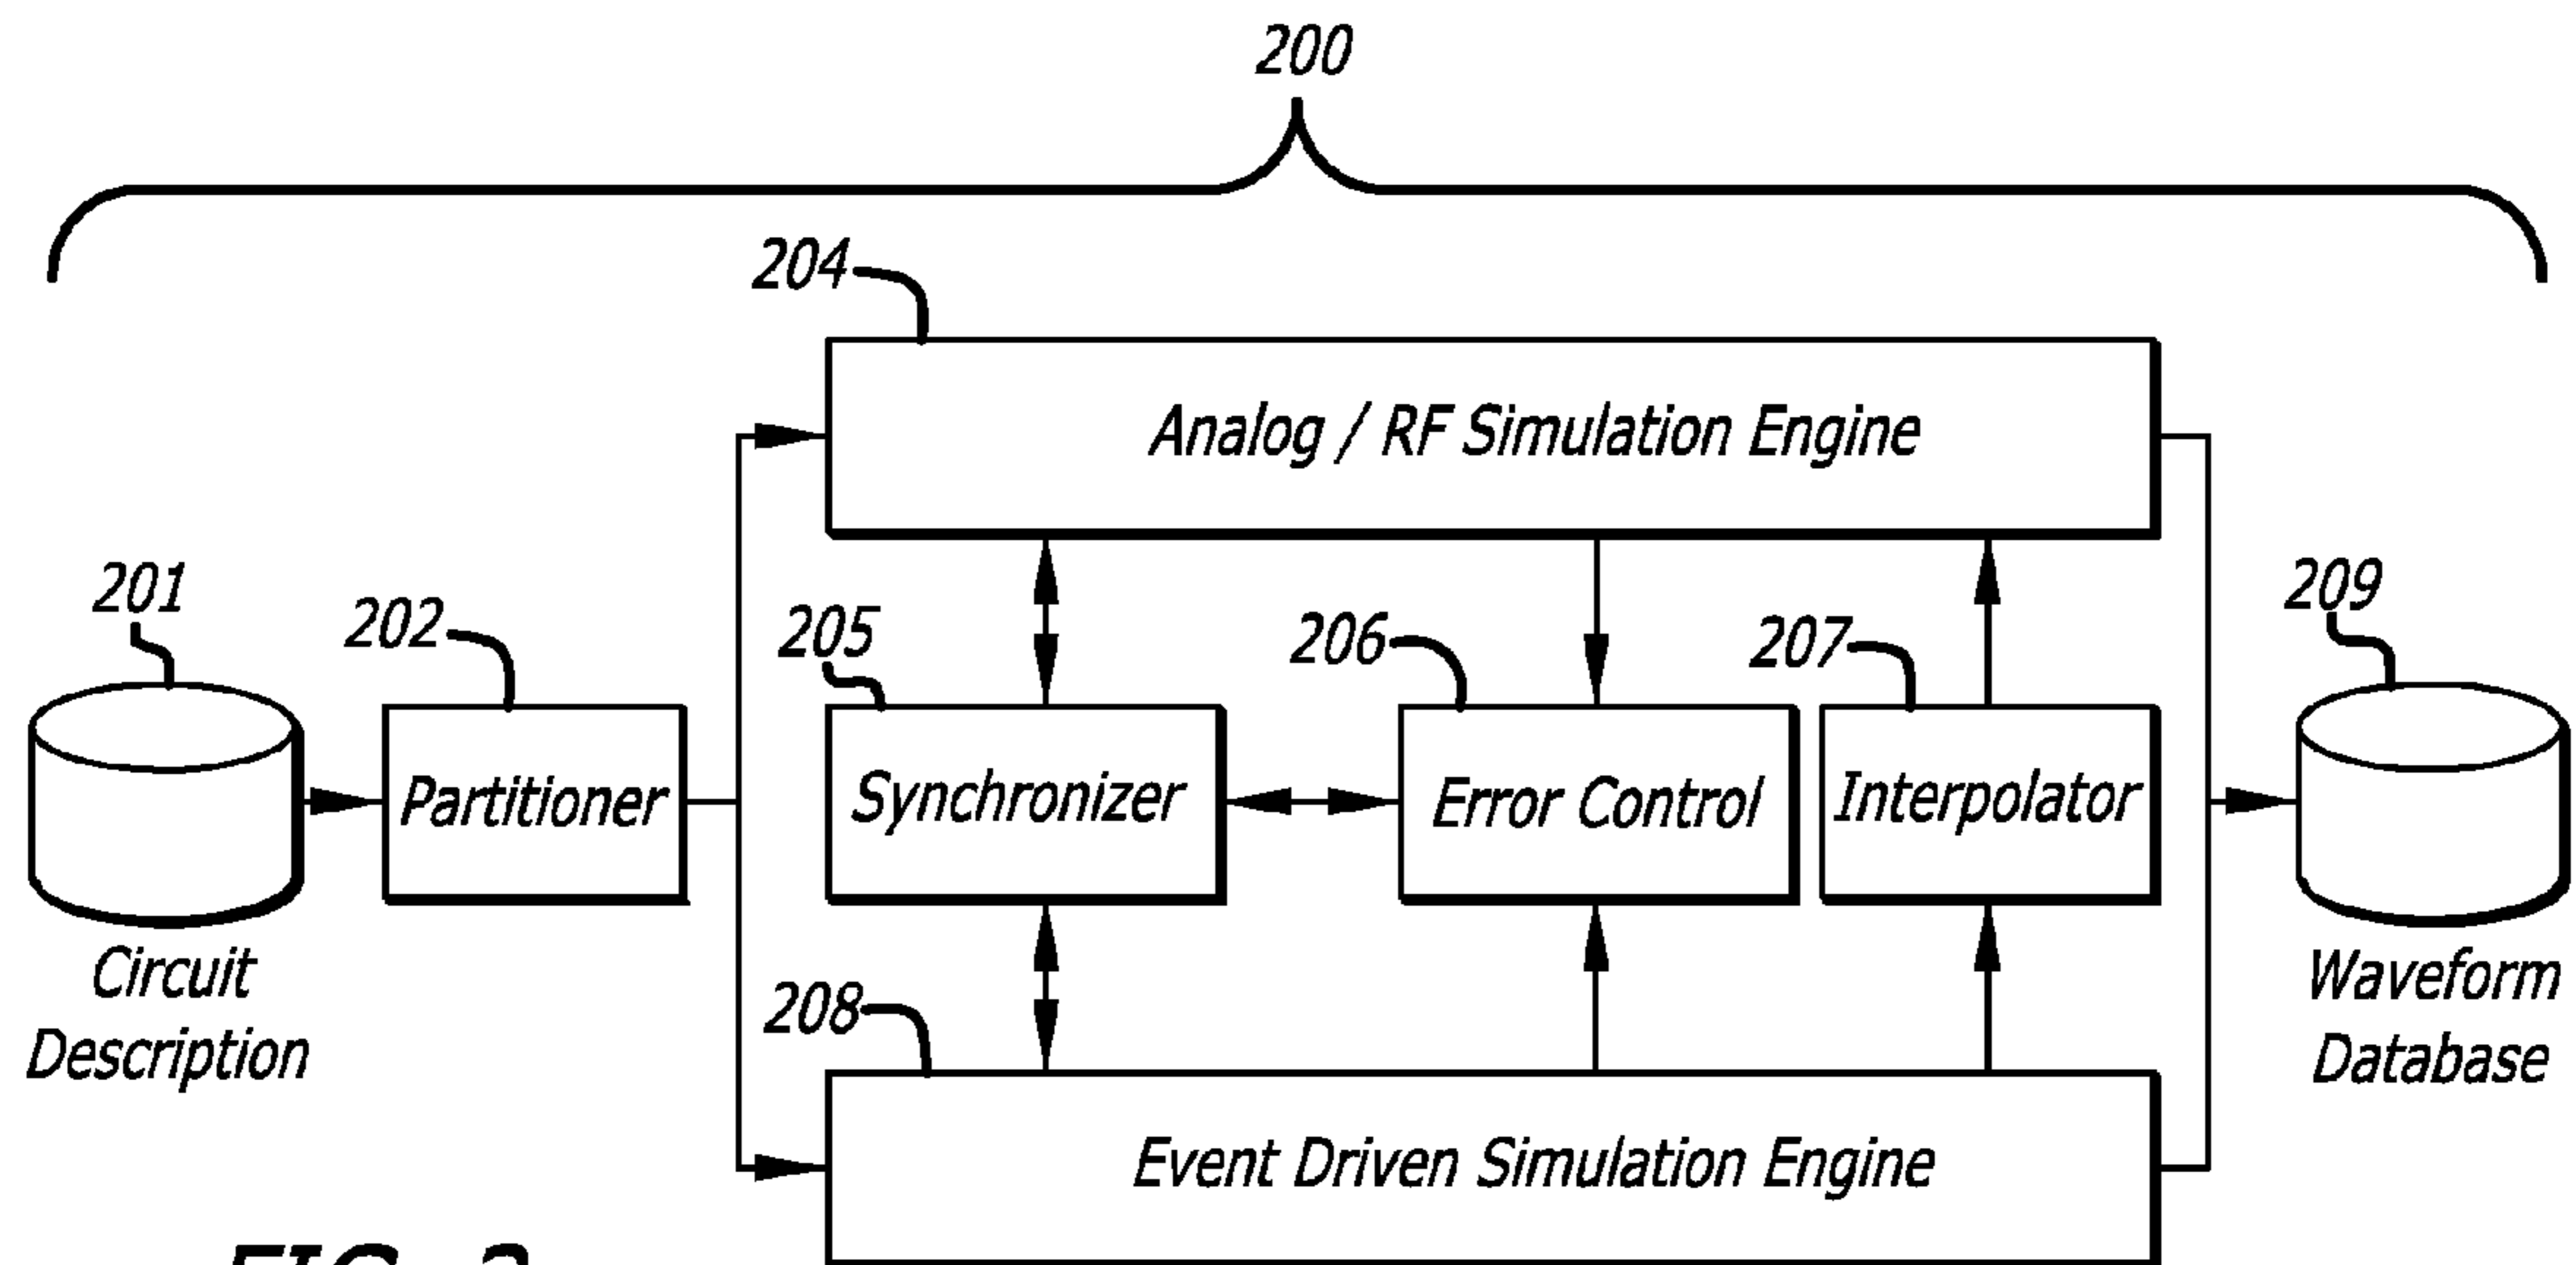 200
204
Analog / RF Simulation Engine
201
202
205
206
207
209
Partitioner
Synchronizer
Error Control
Interpolator
Circuit
Description
Waveform
Database
208
Event Driven Simulation Engine